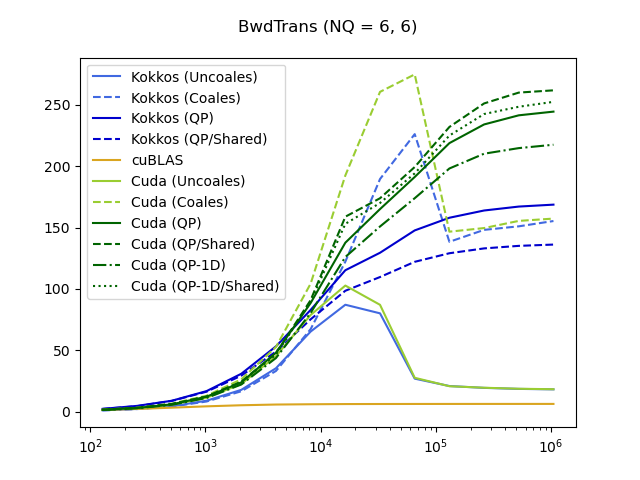 BwdTrans (NQ = 6, 6)
Kokkos (Uncoales)
Kokkos (Coales)
Kokkos (QP)
Kokkos (QP/Shared)
cuBLAS
Cuda (Uncoales)
Cuda (Coales)
Cuda (QP)
Cuda (QP/Shared)
Cuda (QP-1D)
Cuda (QP-1D/Shared)
250
200
150
100
50
0
10²
10³
10⁴
10⁵
10⁶